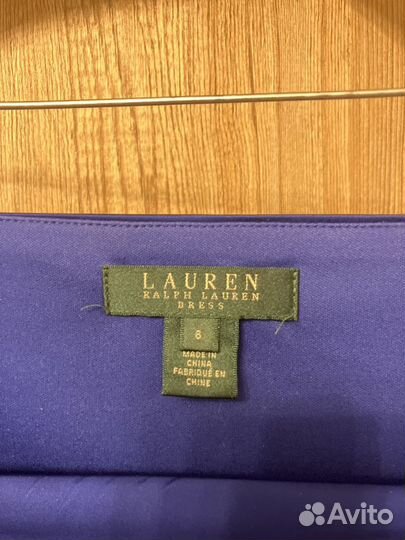 LAUREN
RALPH LAUREN
DRESS
8
MADE IN
CHINA
FABRIQUÉ EN
CHINE
Avito